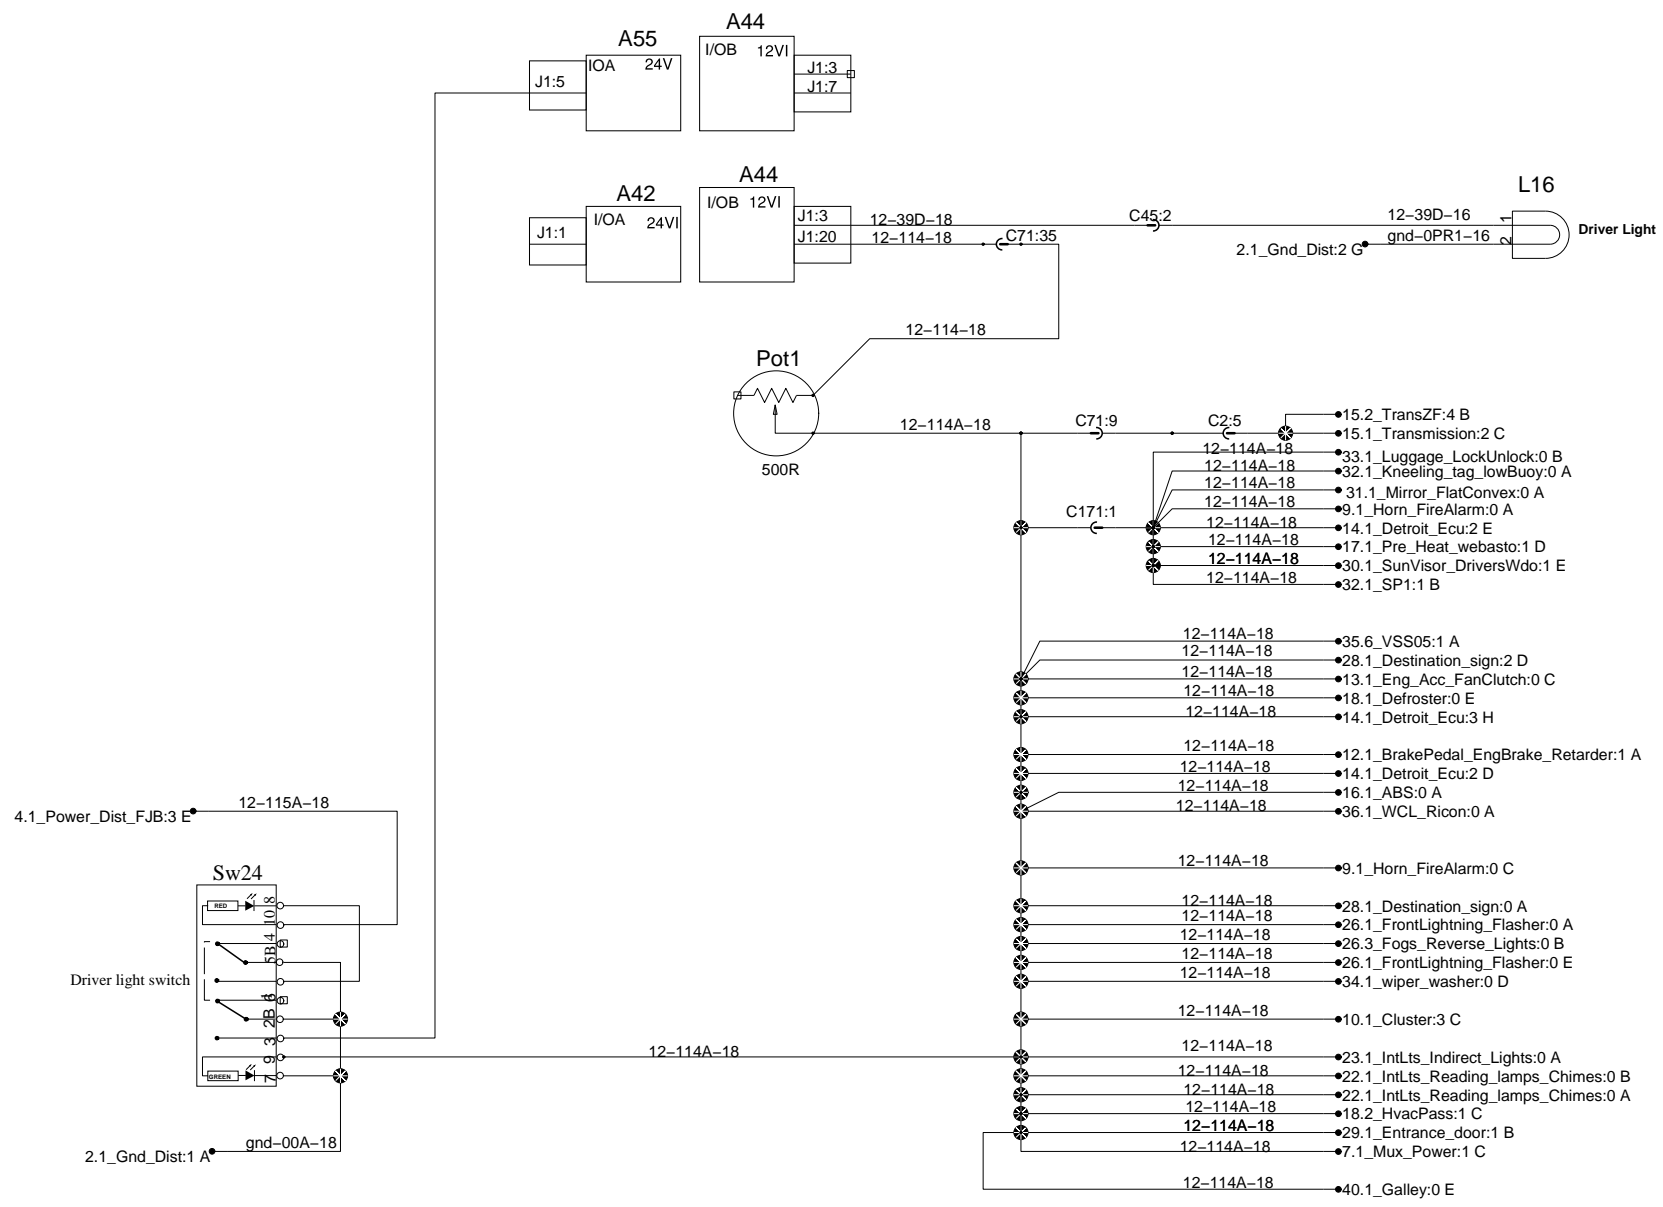 A55
A44
IOA 24V
I/OB 12VI
J1:5
J1:3
J1:7
A42
A44
L16
I/OA 24VI
I/OB 12VI
J1:1
J1:3
J1:20
12-39D-18
12-114-18
C71:35
C45:2
12-39D-16
gnd-0PR1-16
1
2
2.1_Gnd_Dist:2 G
Driver Light
12-114-18
Pot1
500R
12-114A-18
C71:9
C2:5
15.2_TransZF:4 B
15.1_Transmission:2 C
12-114A-18 33.1_Luggage_LockUnlock:0 B
12-114A-18 32.1_Kneeling_tag_lowBuoy:0 A
12-114A-18 31.1_Mirror_FlatConvex:0 A
12-114A-18 9.1_Horn_FireAlarm:0 A
C171:1
12-114A-18 14.1_Detroit_Ecu:2 E
12-114A-18 17.1_Pre_Heat_webasto:1 D
12-114A-18 30.1_SunVisor_DriversWdo:1 E
12-114A-18 32.1_SP1:1 B
12-114A-18 35.6_VSS05:1 A
12-114A-18 28.1_Destination_sign:2 D
12-114A-18 13.1_Eng_Acc_FanClutch:0 C
12-114A-18 18.1_Defroster:0 E
12-114A-18 14.1_Detroit_Ecu:3 H
12-114A-18 12.1_BrakePedal_EngBrake_Retarder:1 A
12-114A-18 14.1_Detroit_Ecu:2 D
12-114A-18 16.1_ABS:0 A
12-114A-18 36.1_WCL_Ricon:0 A
12-114A-18 9.1_Horn_FireAlarm:0 C
12-114A-18 28.1_Destination_sign:0 A
12-114A-18 26.1_FrontLightning_Flasher:0 A
12-114A-18 26.3_Fogs_Reverse_Lights:0 B
12-114A-18 26.1_FrontLightning_Flasher:0 E
12-114A-18 34.1_wiper_washer:0 D
12-114A-18 10.1_Cluster:3 C
12-114A-18 23.1_IntLts_Indirect_Lights:0 A
12-114A-18 22.1_IntLts_Reading_lamps_Chimes:0 B
12-114A-18 22.1_IntLts_Reading_lamps_Chimes:0 A
12-114A-18 18.2_HvacPass:1 C
12-114A-18 29.1_Entrance_door:1 B
12-114A-18 7.1_Mux_Power:1 C
12-114A-18 40.1_Galley:0 E
12-115A-18
4.1_Power_Dist_FJB:3 E
Sw24
RED
8
10
4
5B
6
2B
3
9
7
GREEN
Driver light switch
12-114A-18
gnd-00A-18
2.1_Gnd_Dist:1 A